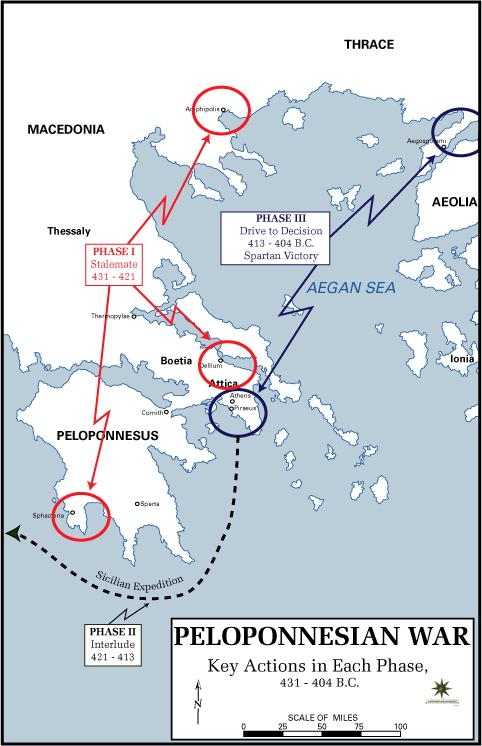 THRACE
Amphipolis
MACEDONIA
Aegospotami
AEOLIA
PHASE III
Drive to Decision
413 - 404 B.C.
Spartan Victory
Thessaly
PHASE I
Stalemate
431 - 421
AEGAN SEA
Thermopylae
Boetia
Dellium
Ionia
Attica
Athens
Piraeus
Cornith
PELOPONNESUS
Sphacteria
Sparta
Sicilian Expedition
PHASE II
Interlude
421 - 413
PELOPONNESIAN WAR
Key Actions in Each Phase,
431 - 404 B.C.
SCALE OF MILES
0 25 50 75 100